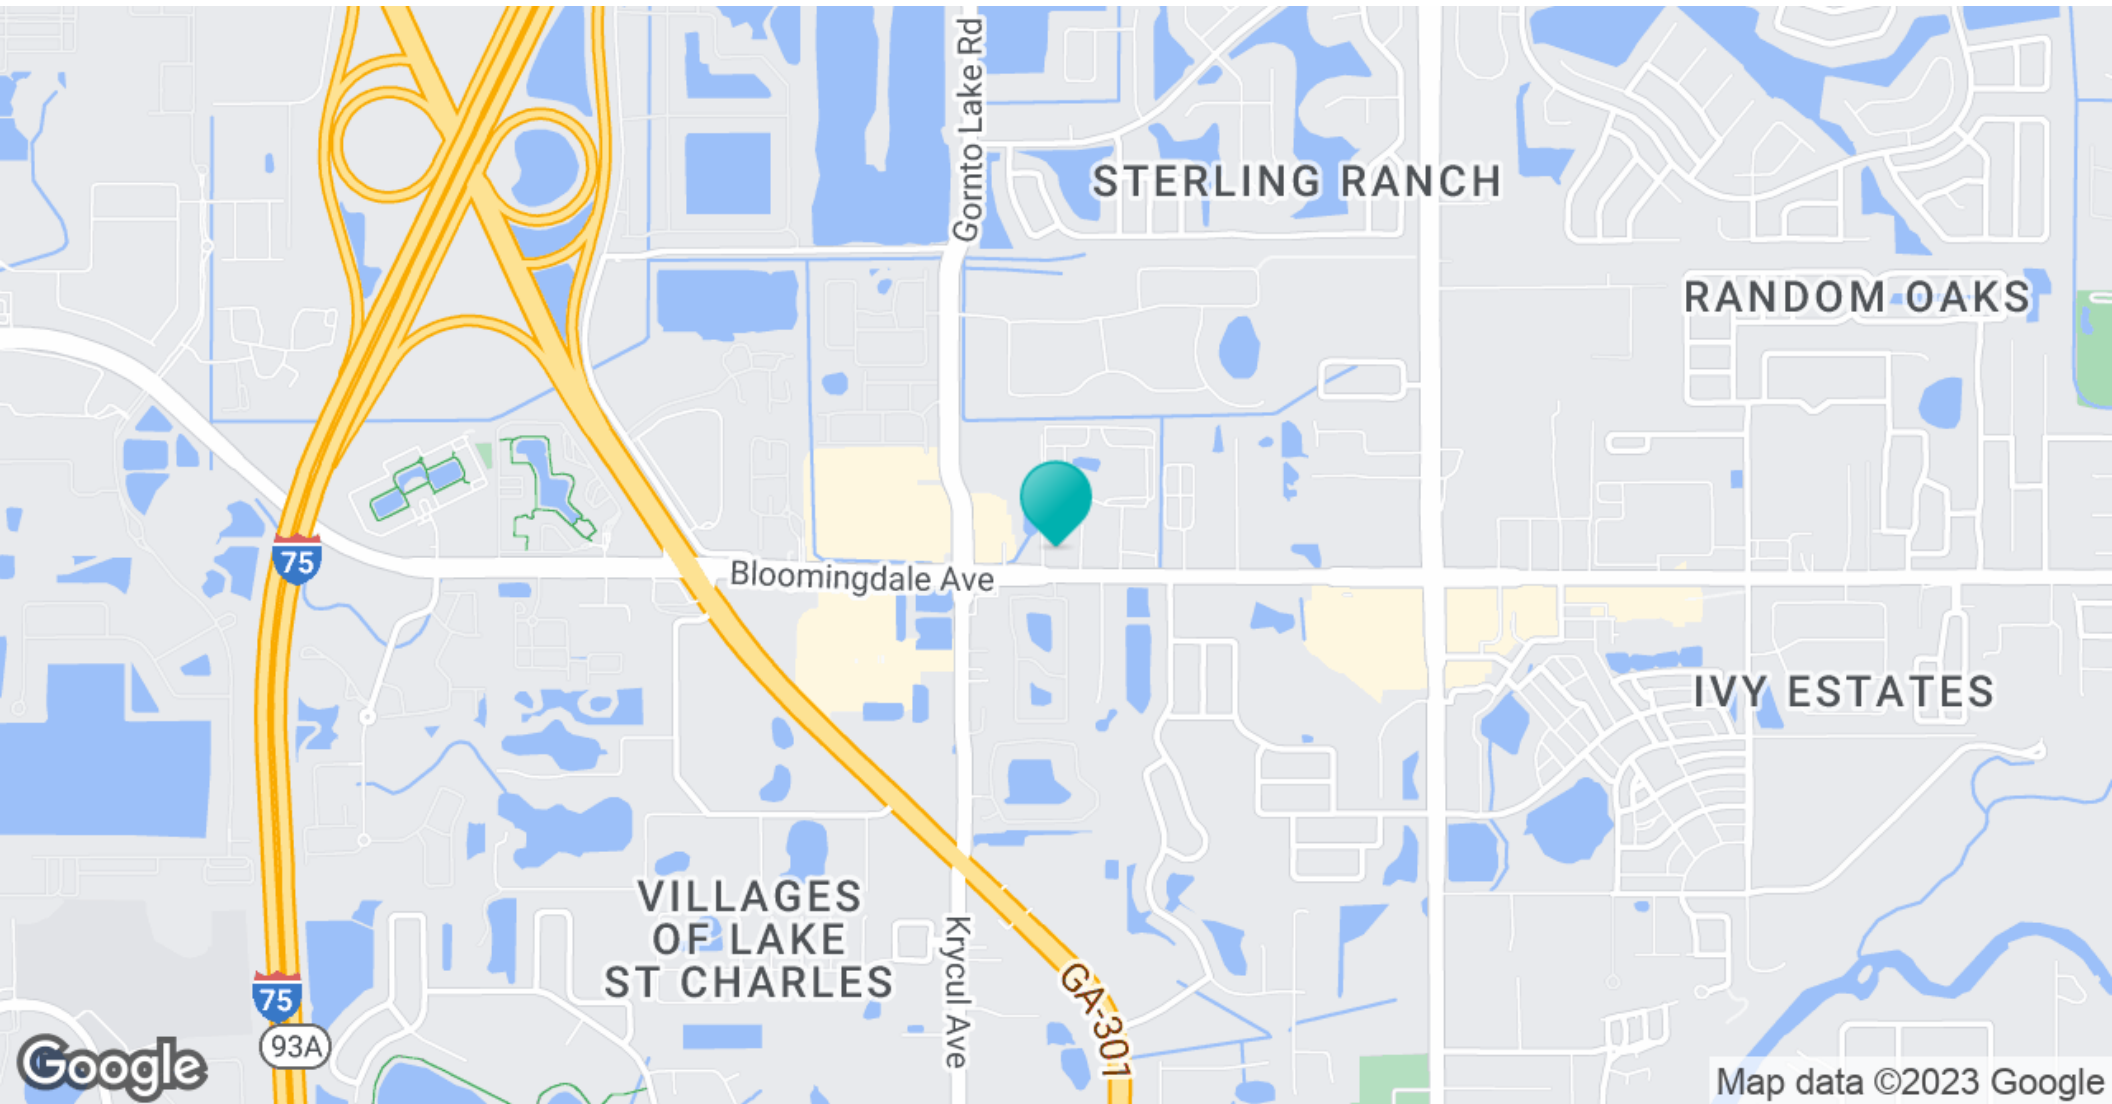 Gornto Lake Rd
STERLING RANCH
RANDOM OAKS
75
Bloomingdale Ave
IVY ESTATES
VILLAGES
OF LAKE
ST CHARLES
Krycul Ave
GA-301
75
93A
Google
Map data ©2023 Google